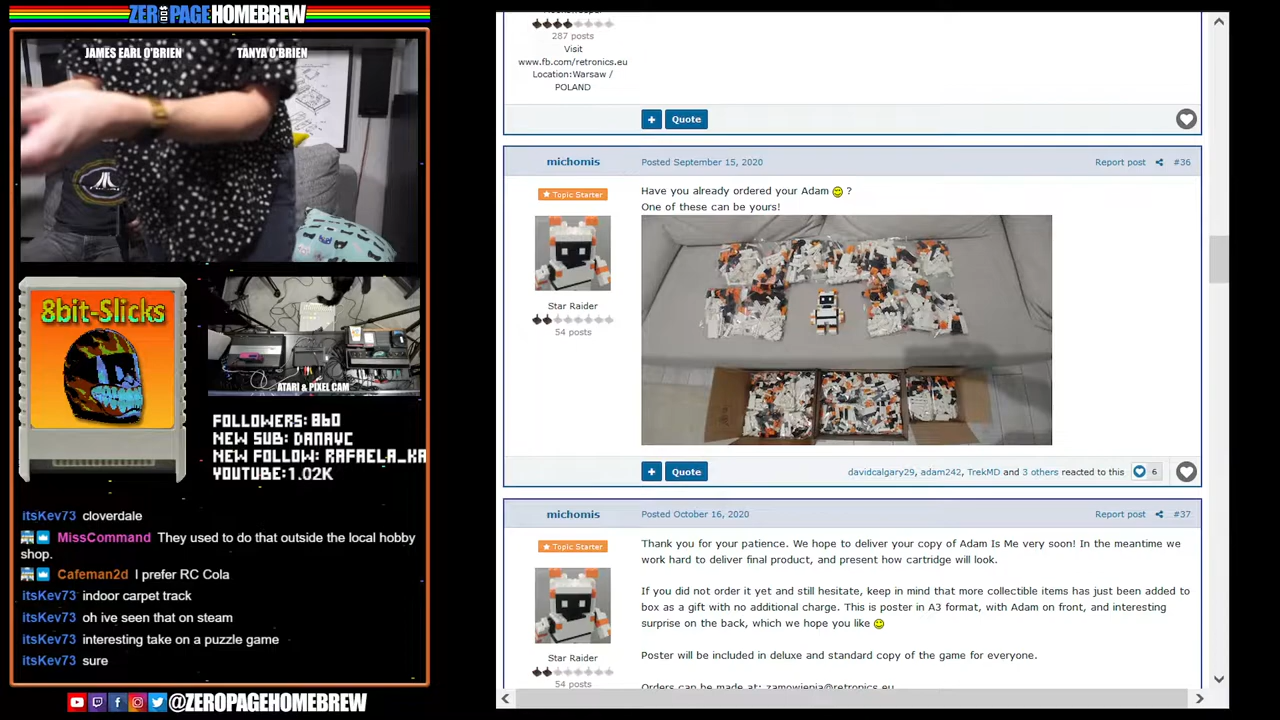 ZERO PAGE HOMEBREW
JAMES EARL O'BRIEN
TANYA O'BRIEN
8bit-Slicks
ATARI & PIXEL CAM
FOLLOWERS: 860
NEW SUB: DANAYC
NEW FOLLOW: RAFAELA_KA
YOUTUBE:1.02K
itsKev73 cloverdale
MissCommand They used to do that outside the local hobby
shop.
Cafeman2d I prefer RC Cola
itsKev73 indoor carpet track
itsKev73 oh ive seen that on steam
itsKev73 interesting take on a puzzle game
itsKev73 sure
@ZEROPAGEHOMEBREW
287 posts
Visit
www.fb.com/retronics.eu
Location:Warsaw /
POLAND
+ Quote
michomis
Posted September 15, 2020
Report post
#36
Topic Starter
Star Raider
54 posts
Have you already ordered your Adam ?
One of these can be yours!
+ Quote
davidcalgary29, adam242, TrekMD and 3 others reacted to this
6
michomis
Posted October 16, 2020
Report post
#37
Topic Starter
Star Raider
54 posts
Thank you for your patience. We hope to deliver your copy of Adam Is Me very soon! In the meantime we
work hard to deliver final product, and present how cartridge will look.
If you did not order it yet and still hesitate, keep in mind that more collectible items has just been added to
box as a gift with no additional charge. This is poster in A3 format, with Adam on front, and interesting
surprise on the back, which we hope you like
Poster will be included in deluxe and standard copy of the game for everyone.
Orders can be made at: zamowienia@retronics.eu